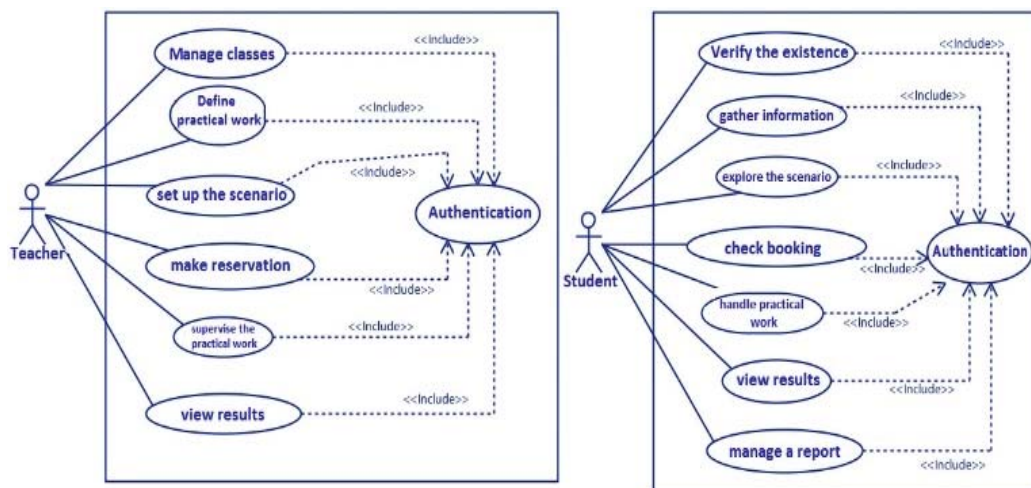 Manage classes
<<Include>>
Define
practical work
<<Include>>
set up the scenario
<<Include>>
Authentication
Teacher
make reservation
<<Include>>
supervise the
practical work
<<Include>>
view results
<<Include>>
Verify the existence
<<Include>>
gather information
<<Include>>
explore the scenario
<<Include>>
check booking
<<Include>>
Authentication
Student
handle practical
work
<<Include>>
view results
<<Include>>
manage a report
<<Include>>